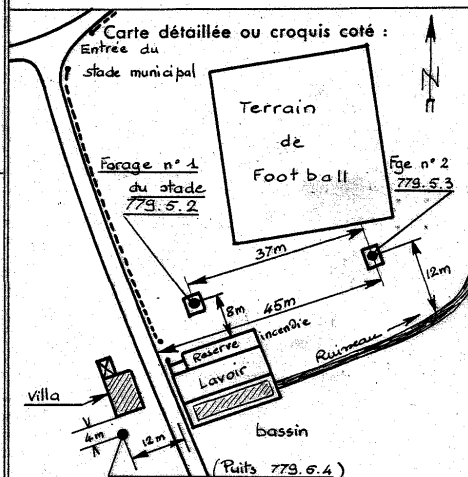 Carte détaillée ou croquis coté :
Entrée du
stade municipal
N
Terrain
de
Football
Forage n° 1
du stade
779.5.2
Fge n° 2
779.5.3
37m
12m
8m
45m
Reserve incendie
Ruisseau
Lavoir
Villa
bassin
4m
12m
(Puits 779.5.4)